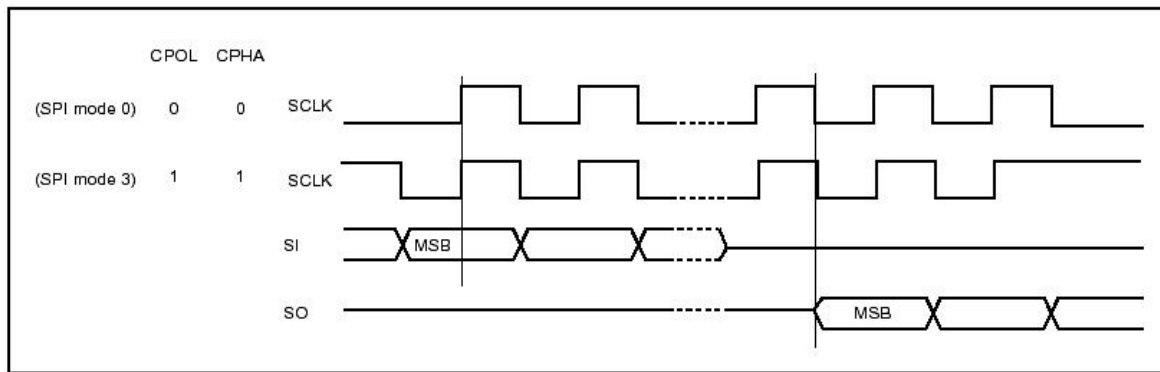 CPOL CPHA
(SPI mode 0) 0 0 SCLK
(SPI mode 3) 1 1 SCLK
SI MSB
SO MSB